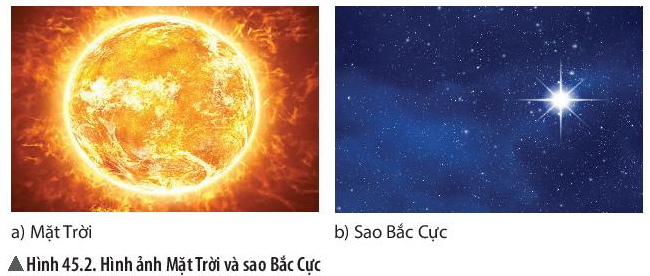 a) Mặt Trời
b) Sao Bắc Cực
▲Hình 45.2. Hình ảnh Mặt Trời và sao Bắc Cực